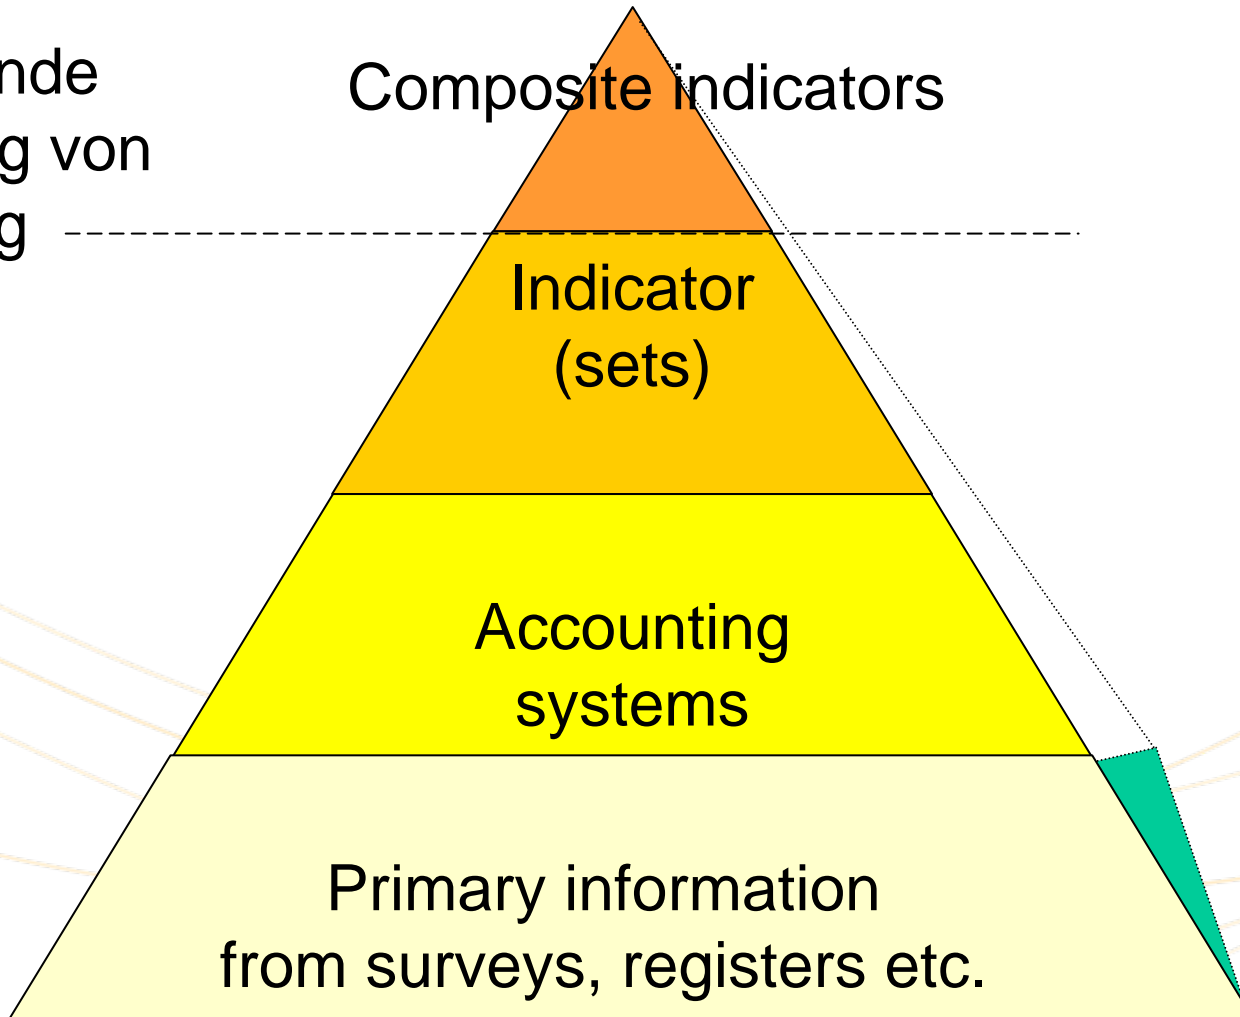 nde
g von
g
Composite indicators
Indicator
(sets)
Accounting
systems
Primary information
from surveys, registers etc.